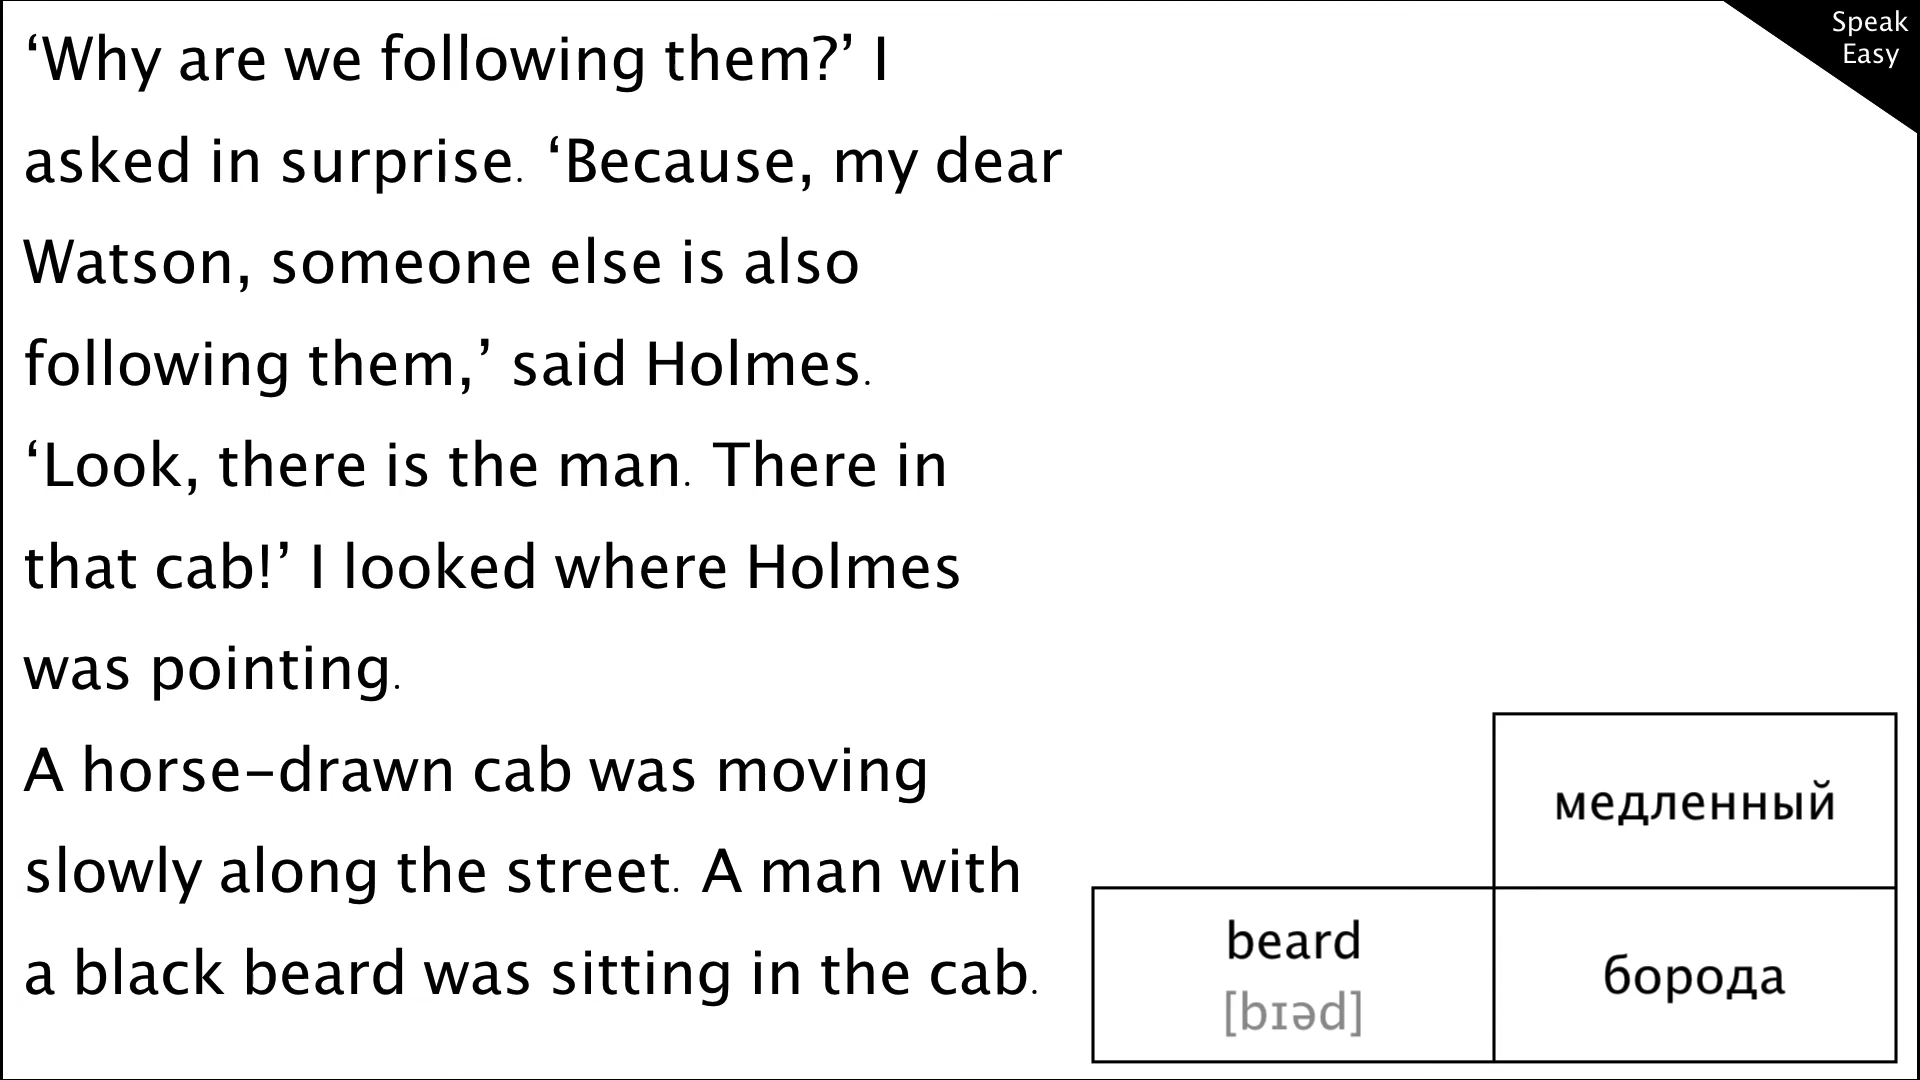 ‘Why are we following them?’ I
asked in surprise. ‘Because, my dear
Watson, someone else is also
following them,’ said Holmes.
‘Look, there is the man. There in
that cab!’ I looked where Holmes
was pointing.
A horse-drawn cab was moving
slowly along the street. A man with
a black beard was sitting in the cab.
Speak
Easy
медленный
beard
[bɪəd]
борода